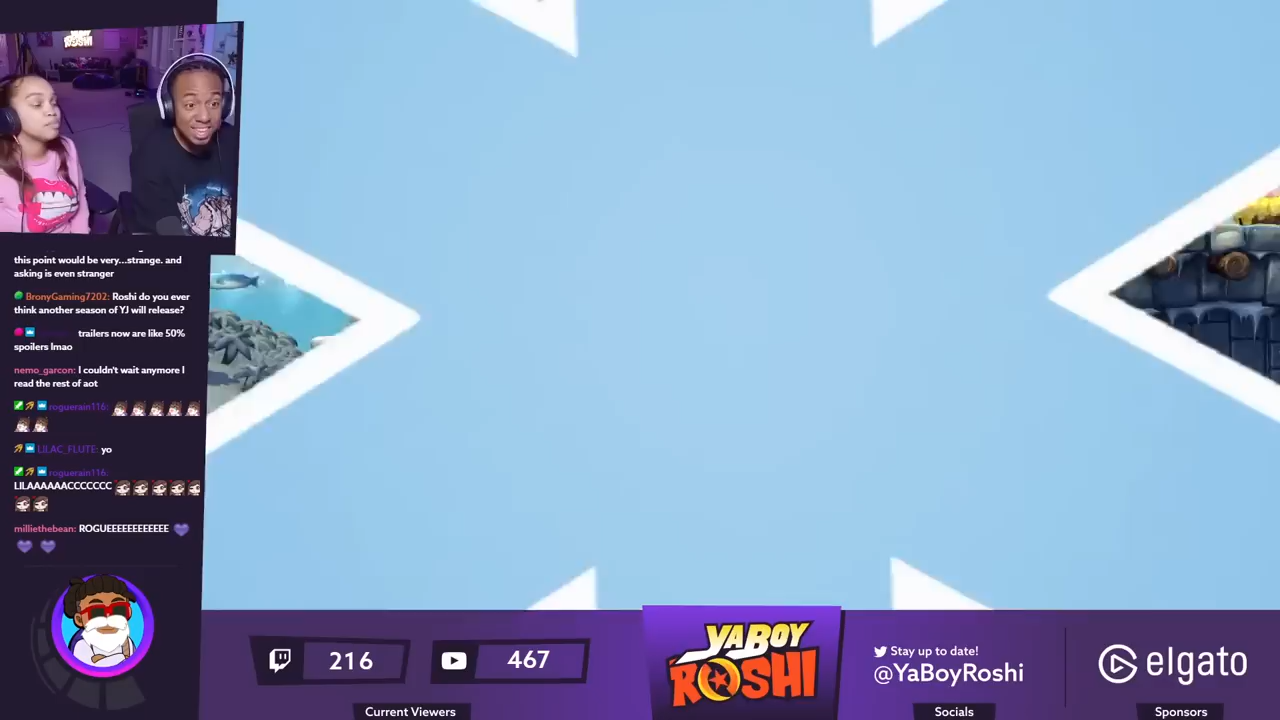 ROSHI
this point would be very...strange. and
asking is even stranger
BronyGaming7202: Roshi do you ever
think another season of YJ will release?
trailers now are like 50%
spoilers lmao
nemo_garcon: I couldn't wait anymore I
read the rest of aot
roguerain116:
LILAC_FLUTE: yo
roguerain116:
LILAAAAAACCCCCCC
milliethebean: ROGUEEEEEEEEEEE
216
467
Current Viewers
YABOY
ROSHI
Stay up to date!
@YaBoyRoshi
Socials
elgato
Sponsors